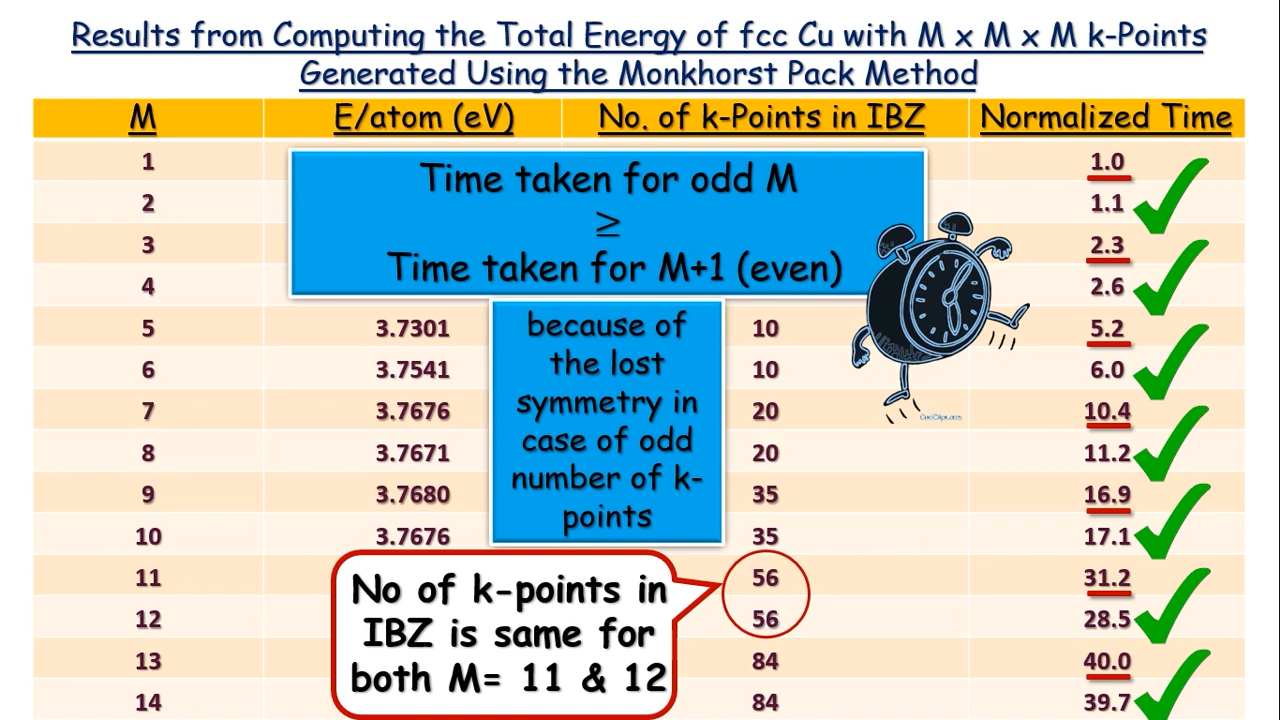 Results from Computing the Total Energy of fcc Cu with M x M x M k-Points
Generated Using the Monkhorst Pack Method
M E/atom (eV) No. of k-Points in IBZ Normalized Time
1 1.0
2 1.1
3 2.3
4 2.6
Time taken for odd M
≥
Time taken for M+1 (even)
5 3.7301 10 5.2
6 3.7541 10 6.0
7 3.7676 20 10.4
8 3.7671 20 11.2
9 3.7680 35 16.9
10 3.7676 35 17.1
11 56 31.2
12 56 28.5
13 84 40.0
14 84 39.7
because of
the lost
symmetry in
case of odd
number of k-
points
No of k-points in
IBZ is same for
both M= 11 & 12